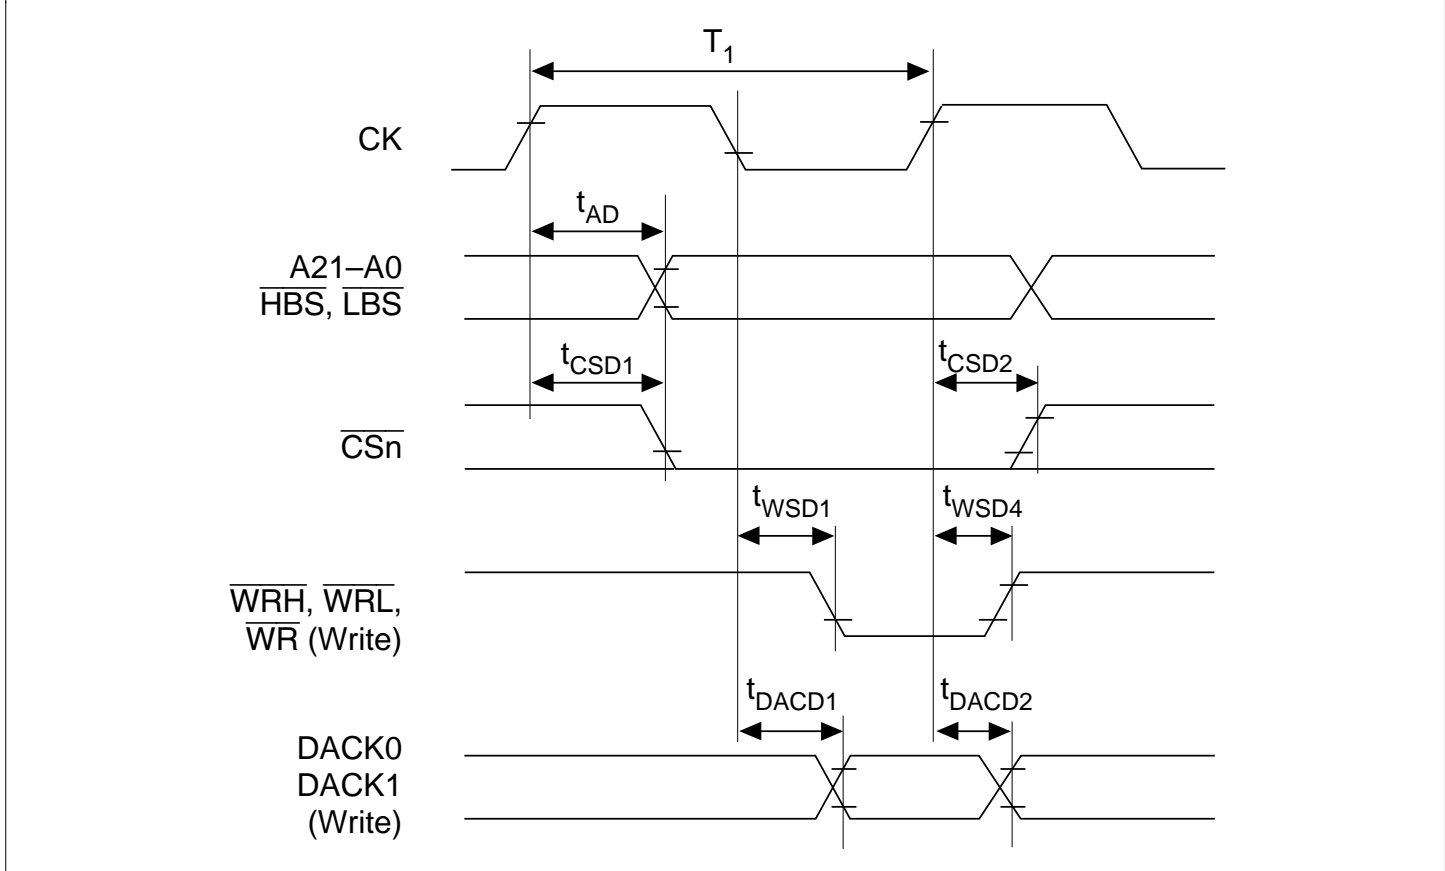 T1
CK
tAD
A21–A0
HBS, LBS
tCSD1
tCSD2
CSn
tWSD1
tWSD4
WRH, WRL,
WR (Write)
tDACD1
tDACD2
DACK0
DACK1
(Write)